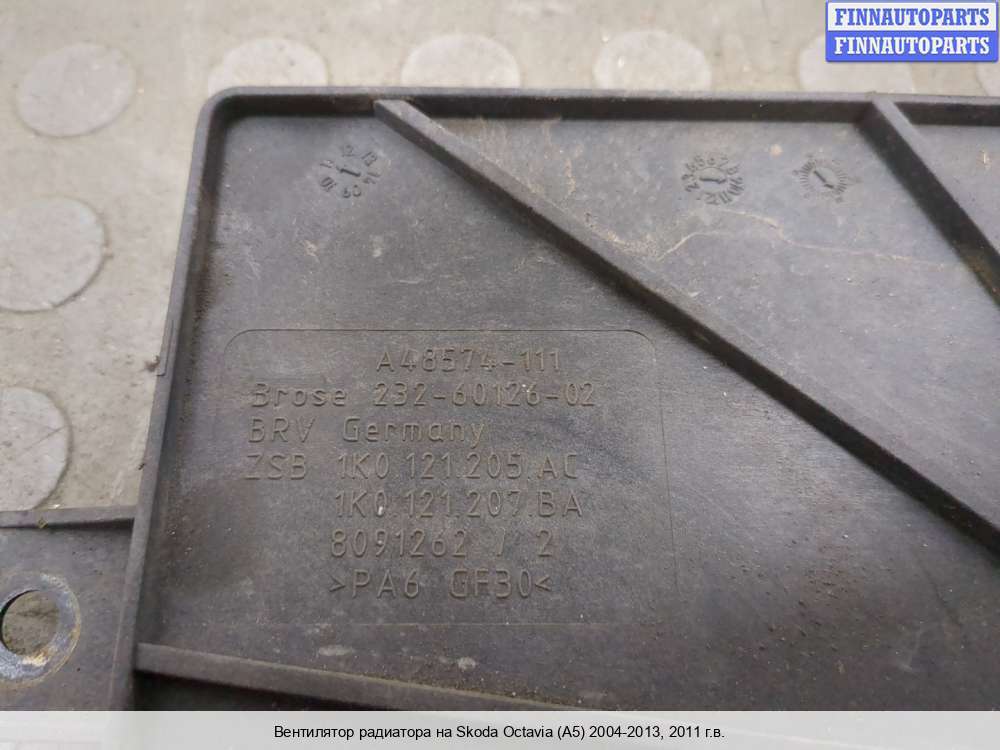 FINNAUTOPARTS
FINNAUTOPARTS
A48574-111
Brose 232-60126-02
BRV Germany
ZSB 1K0.121.205.AC
1K0.121.207.BA
8091262 / 2
>PA6 GF30<
Вентилятор радиатора на Skoda Octavia (A5) 2004-2013, 2011 г.в.